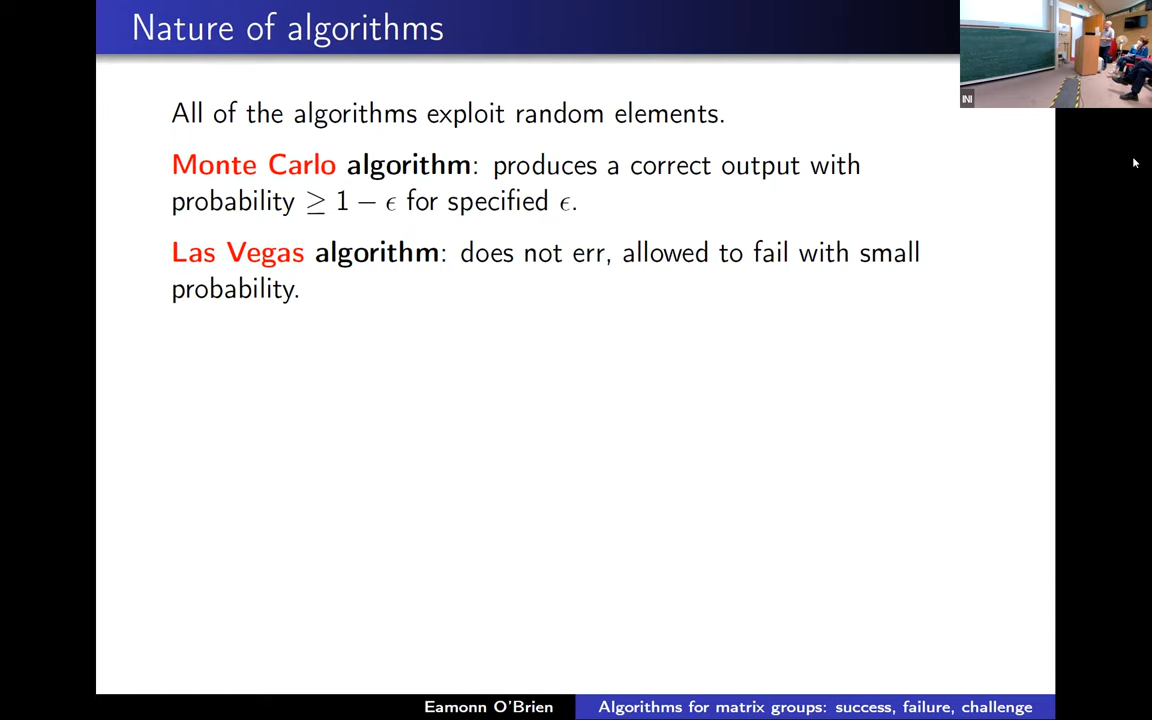 Nature of algorithms
All of the algorithms exploit random elements.
Monte Carlo algorithm: produces a correct output with
probability ≥ 1 − ϵ for specified ϵ.
Las Vegas algorithm: does not err, allowed to fail with small
probability.
INI
Eamonn O'Brien
Algorithms for matrix groups: success, failure, challenge